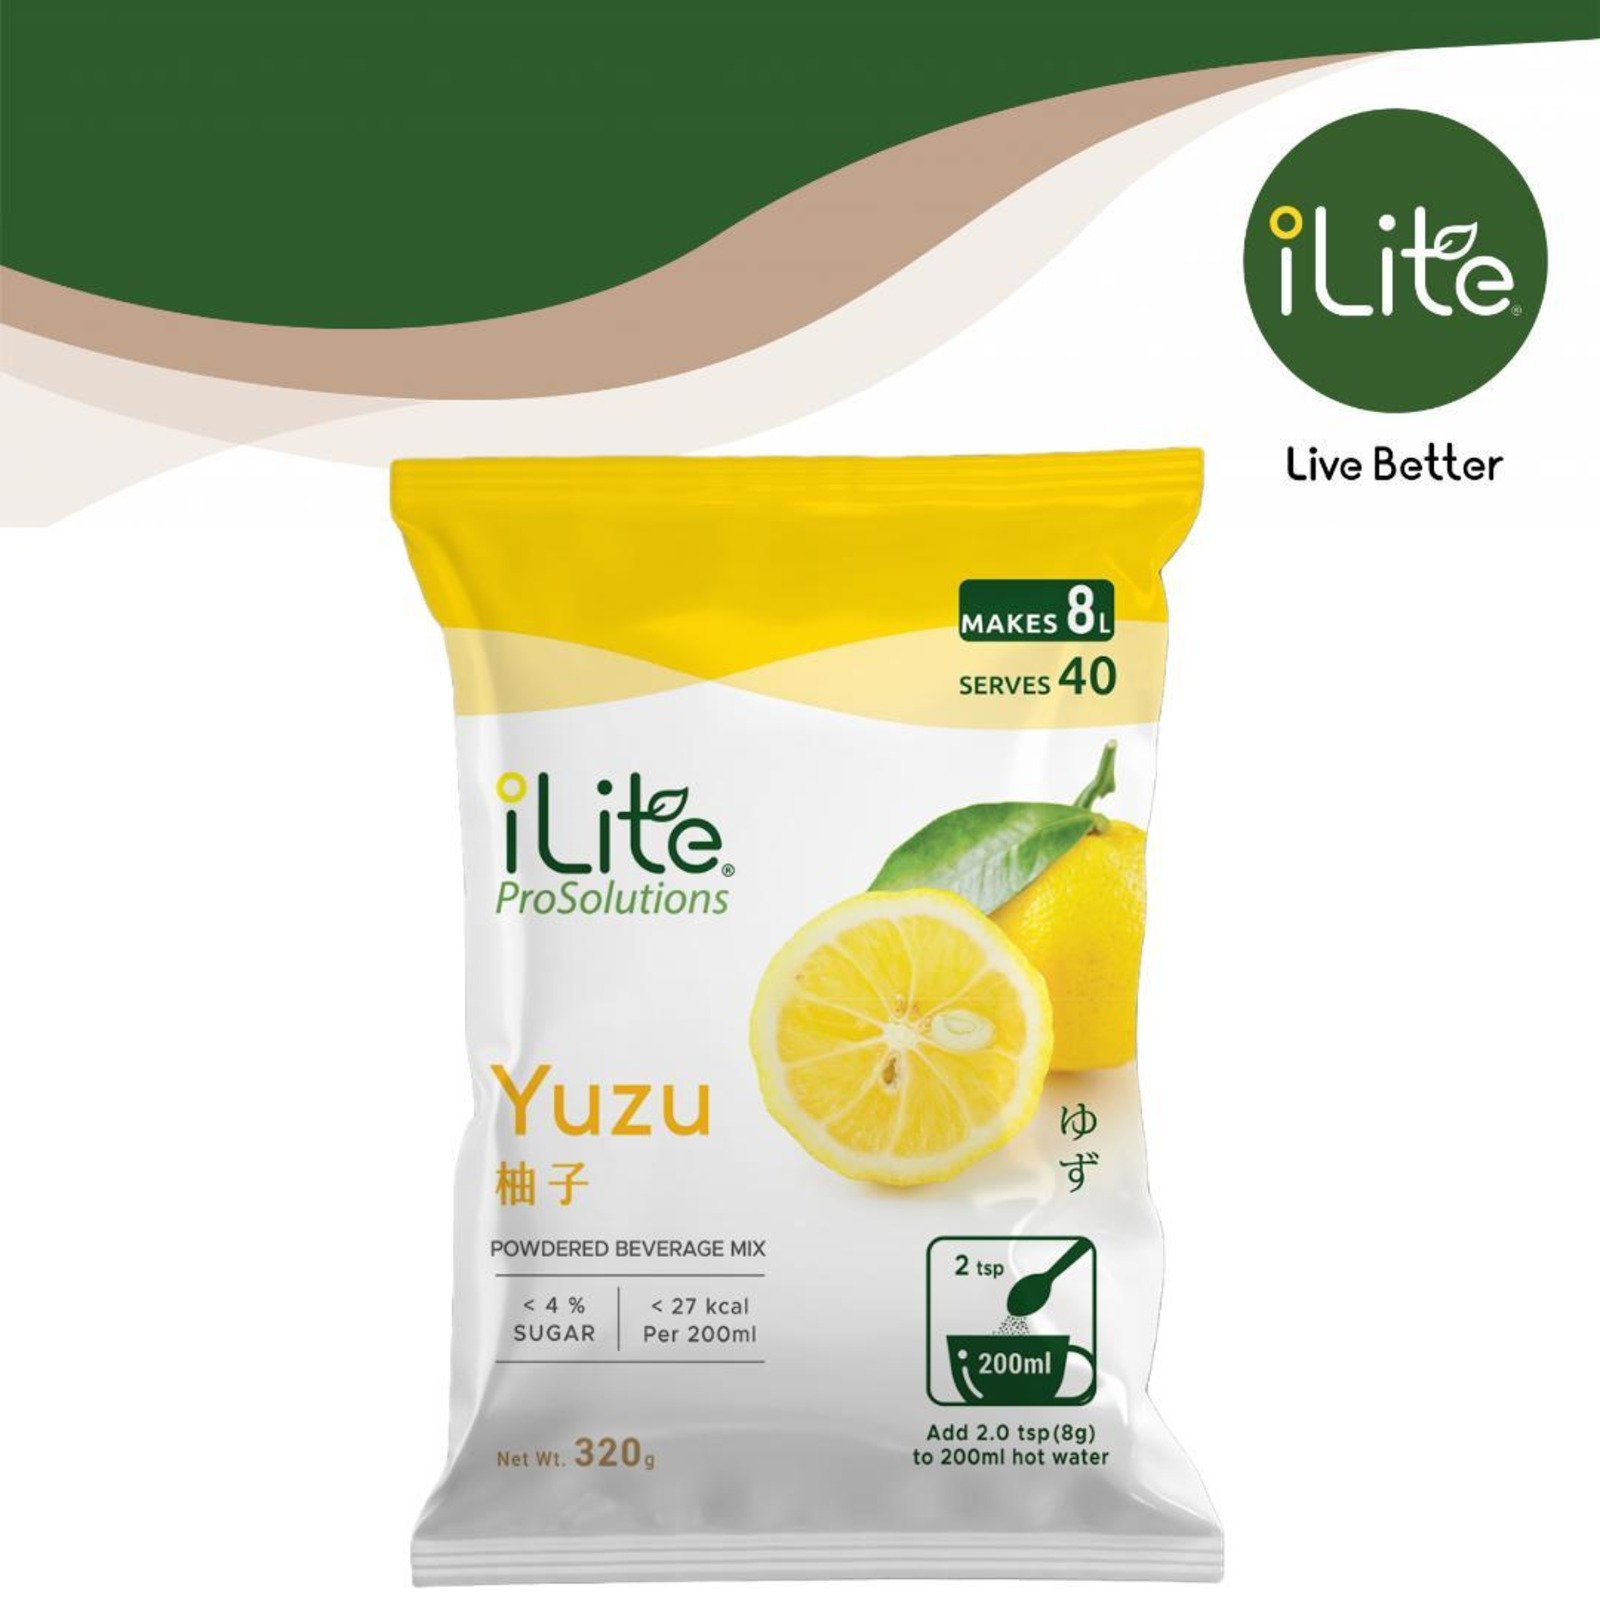 iLite®
Live Better
MAKES 8L
SERVES 40
iLite®
ProSolutions
Yuzu
柚子
ゆず
POWDERED BEVERAGE MIX
< 4 %
SUGAR
< 27 kcal
Per 200ml
2 tsp
200ml
Add 2.0 tsp(8g)
to 200ml hot water
Net Wt. 320g